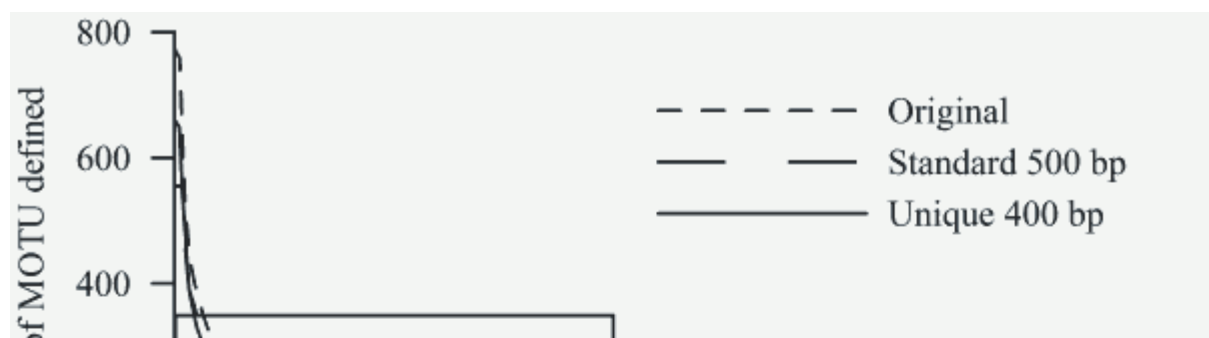 800
600
400
of MOTU defined
Original
Standard 500 bp
Unique 400 bp